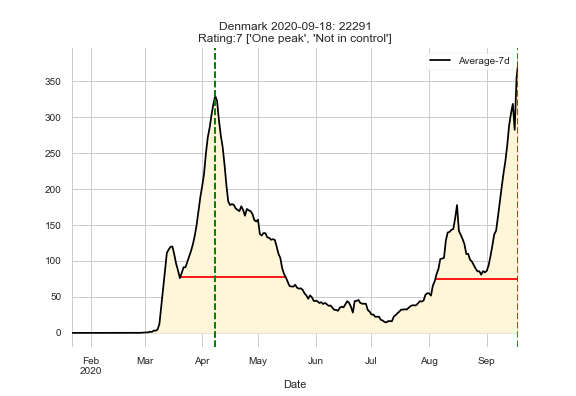 Denmark 2020-09-18: 22291
Rating:7 ['One peak', 'Not in control']
Average-7d
350
300
250
200
150
100
50
0
Feb
2020
Mar
Apr
May
Jun
Jul
Aug
Sep
Date